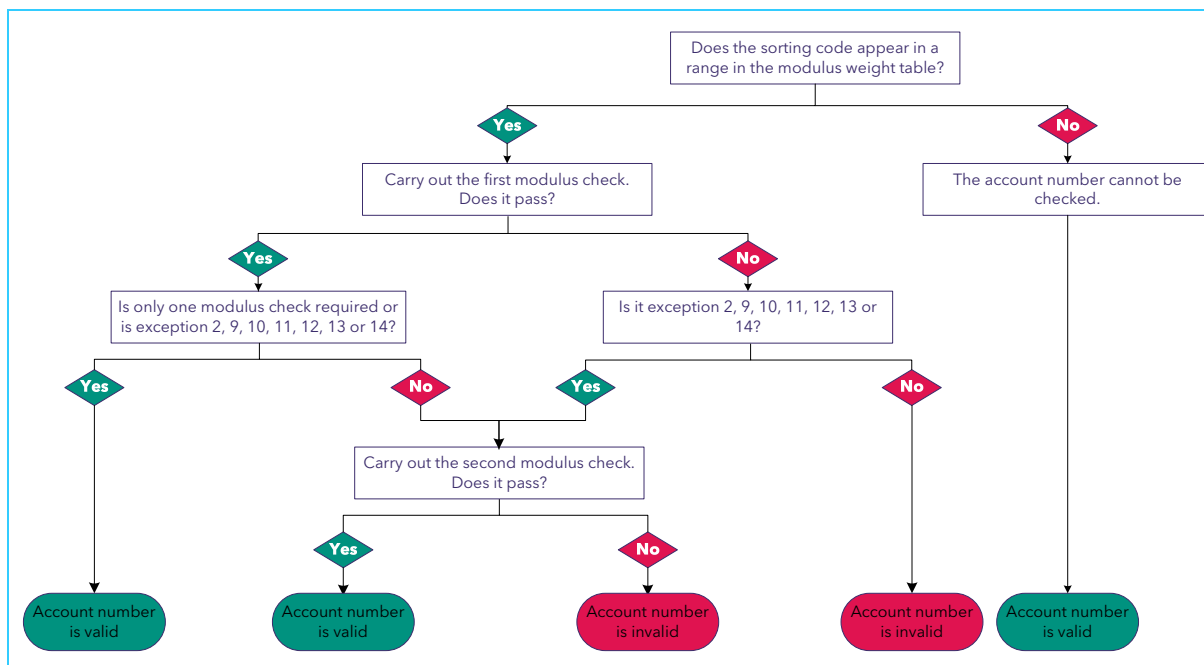 Does the sorting code appear in a
range in the modulus weight table?
Yes
No
Carry out the first modulus check.
Does it pass?
The account number cannot be
checked.
Yes
No
Is only one modulus check required or
is exception 2, 9, 10, 11, 12, 13 or 14?
Is it exception 2, 9, 10, 11, 12, 13 or
14?
Yes
No
Yes
No
Carry out the second modulus check.
Does it pass?
Yes
No
Account number
is valid
Account number
is valid
Account number
is invalid
Account number
is invalid
Account number
is valid